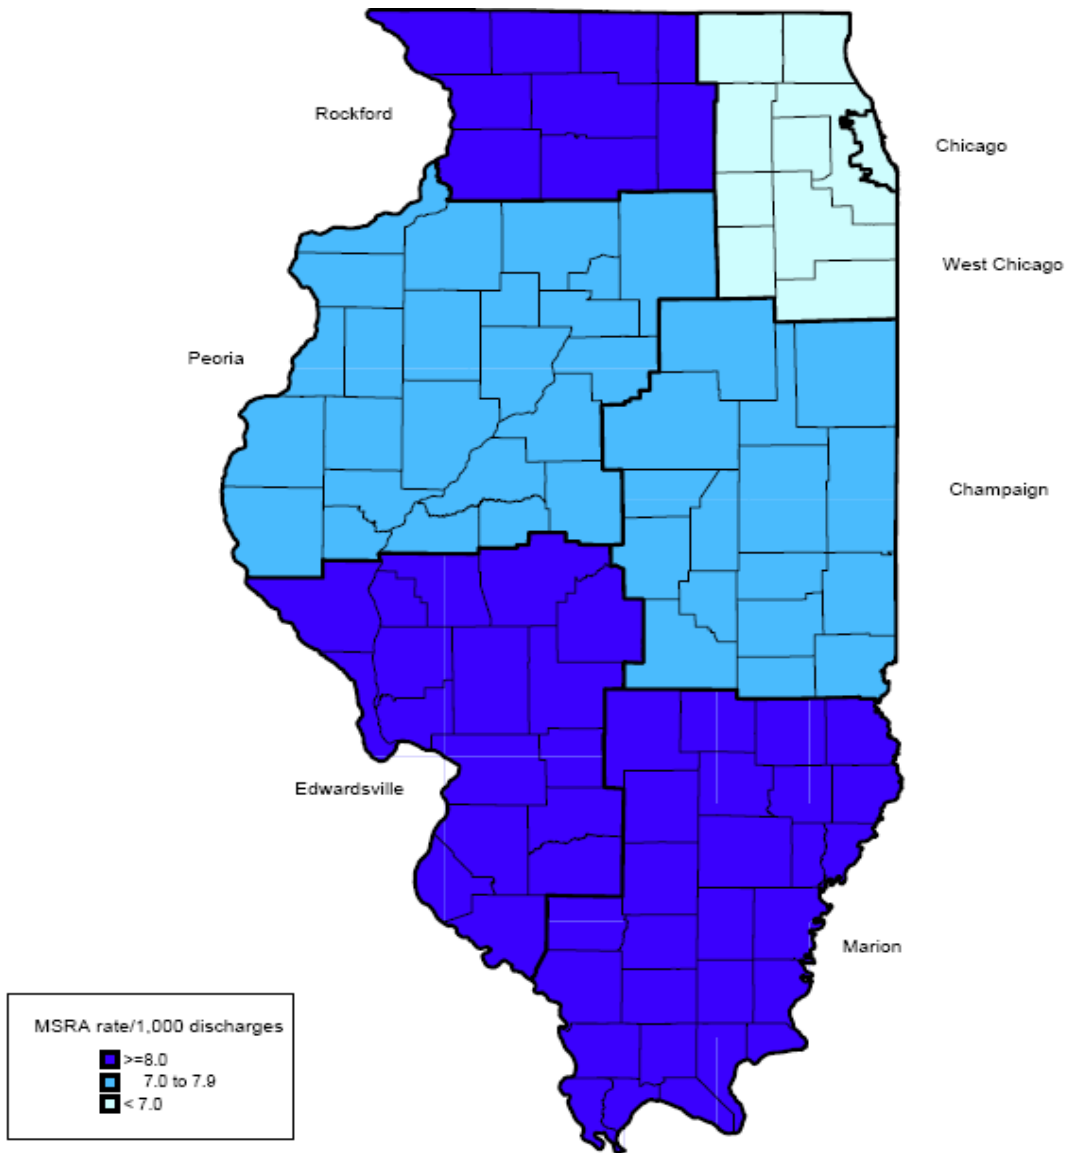 Rockford
Chicago
West Chicago
Peoria
Champaign
Edwardsville
Marion
MSRA rate/1,000 discharges
>=8.0
7.0 to 7.9
< 7.0